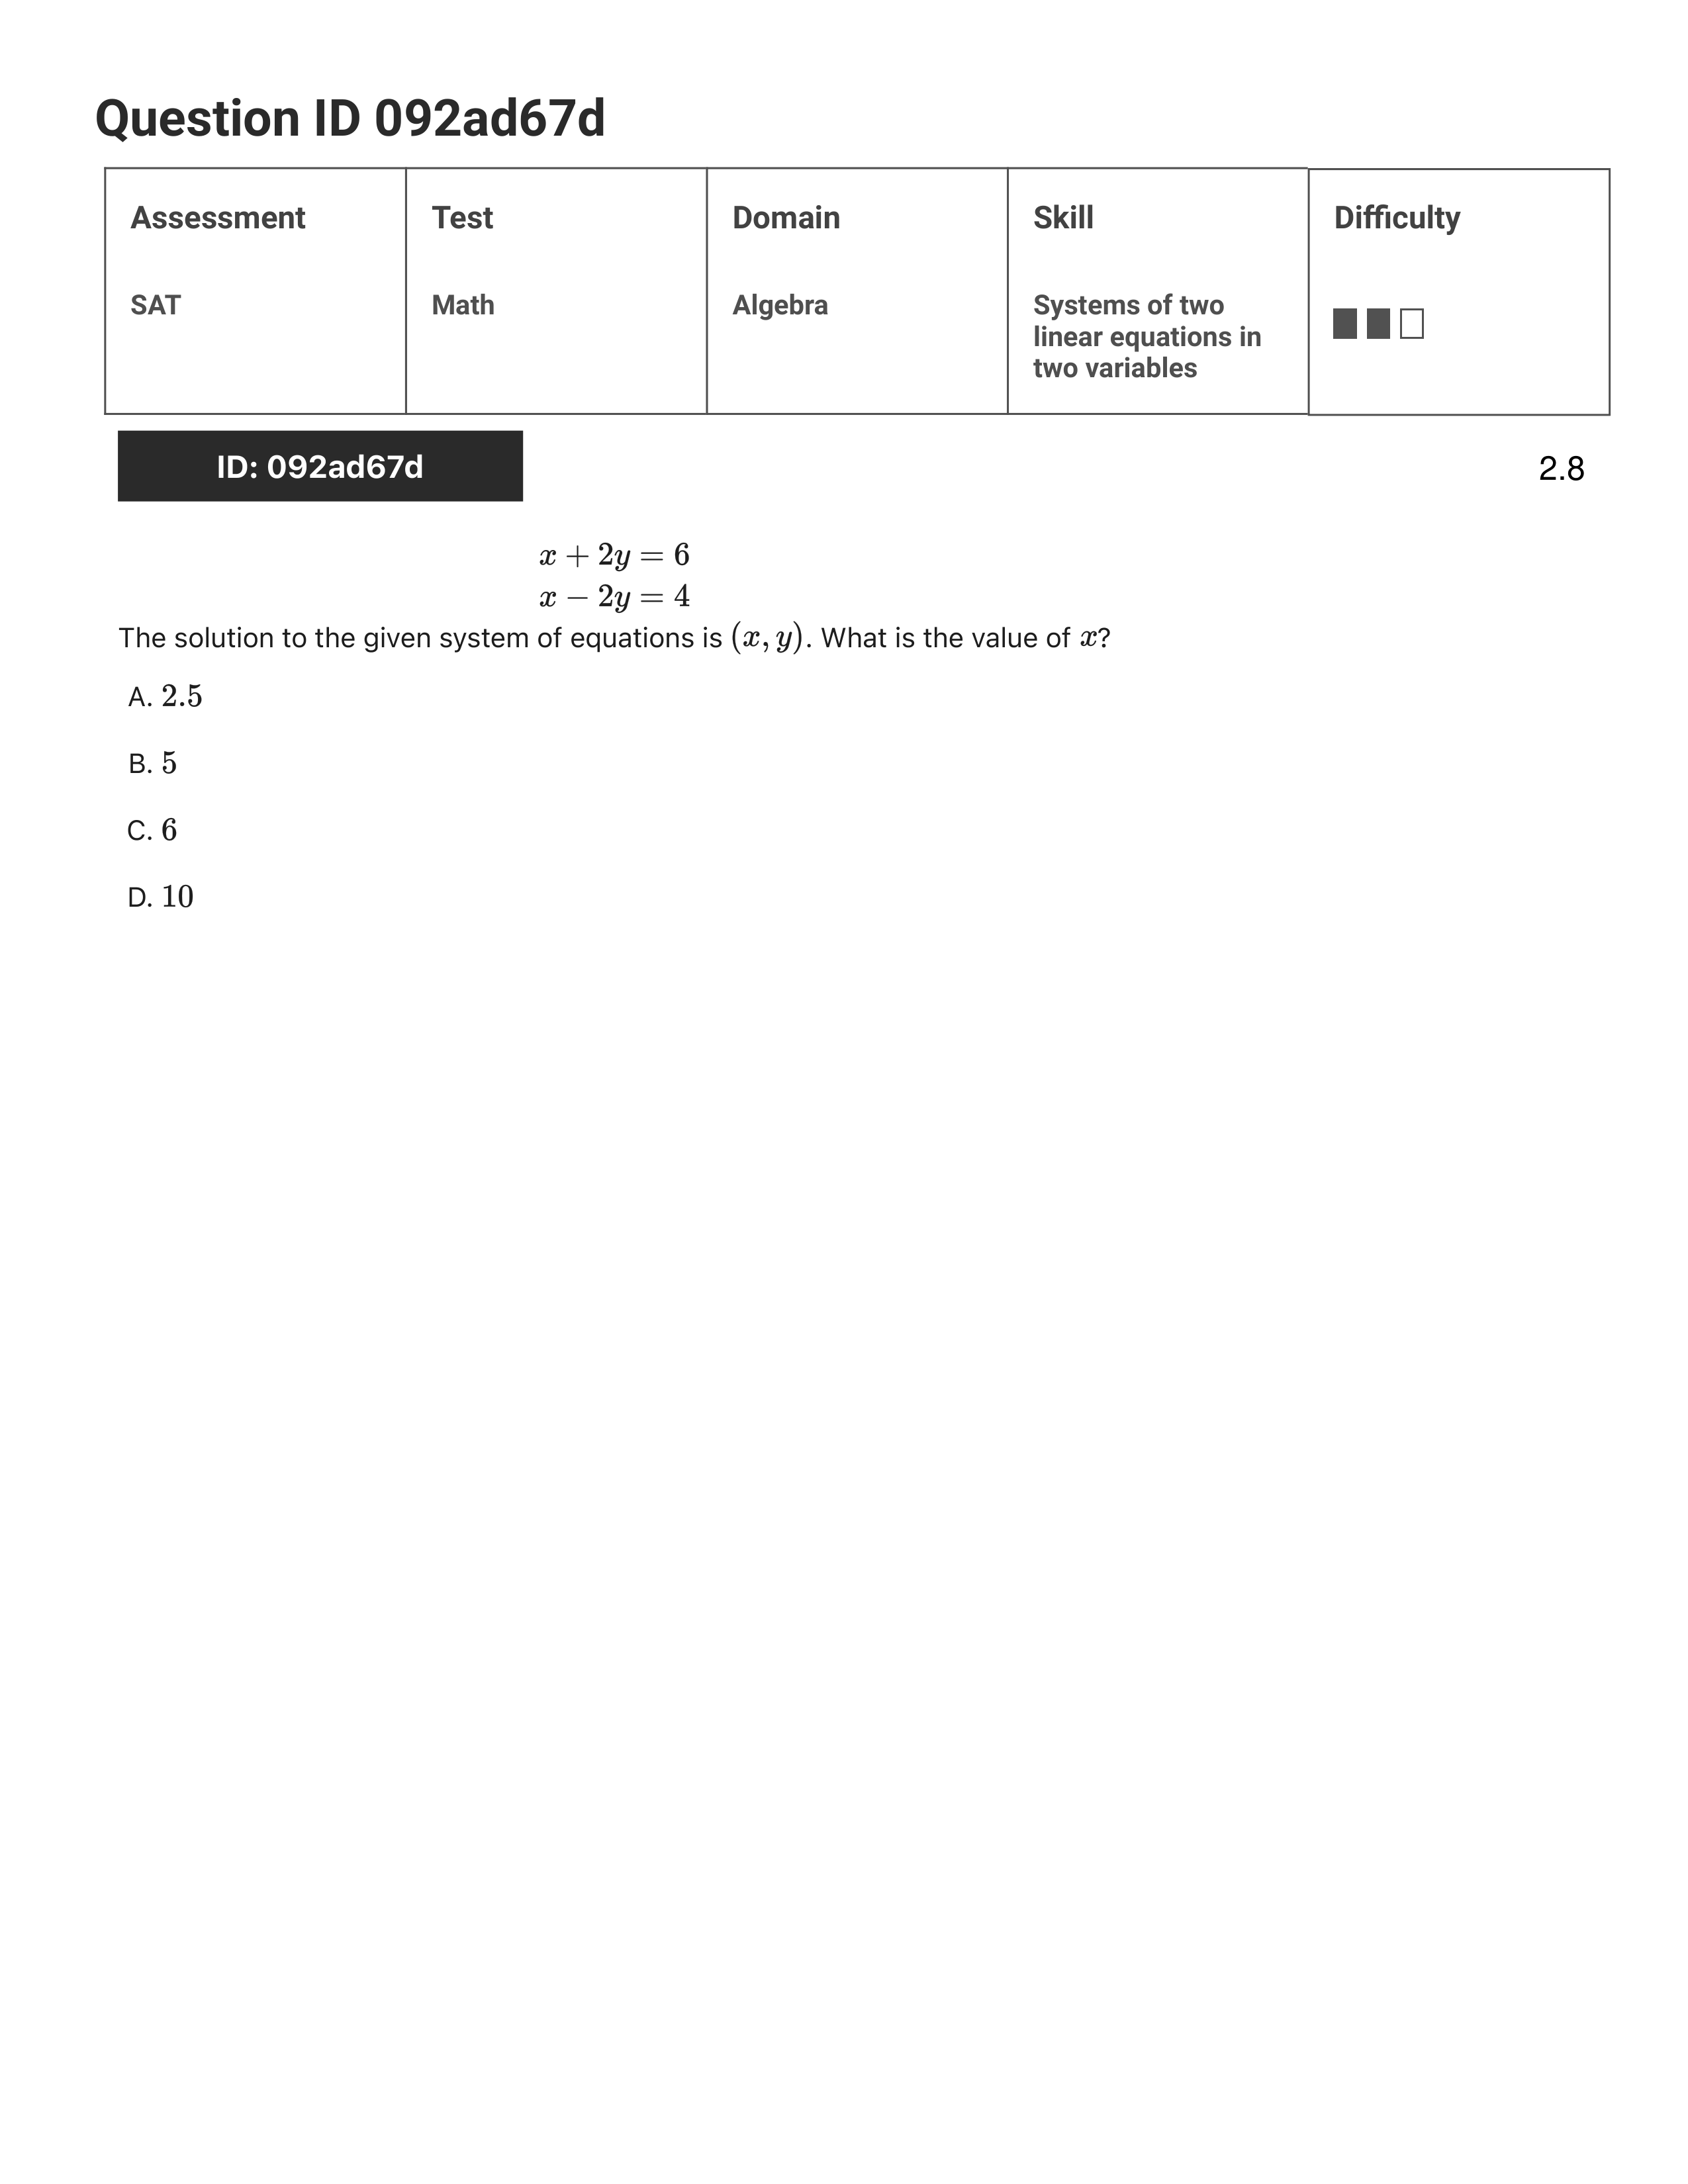 Question ID 092ad67d
Assessment
Test
Domain
Skill
Difficulty
SAT
Math
Algebra
Systems of two
linear equations in
two variables
ID: 092ad67d
2.8
x + 2y = 6
x − 2y = 4
The solution to the given system of equations is (x, y). What is the value of x?
A. 2.5
B. 5
C. 6
D. 10